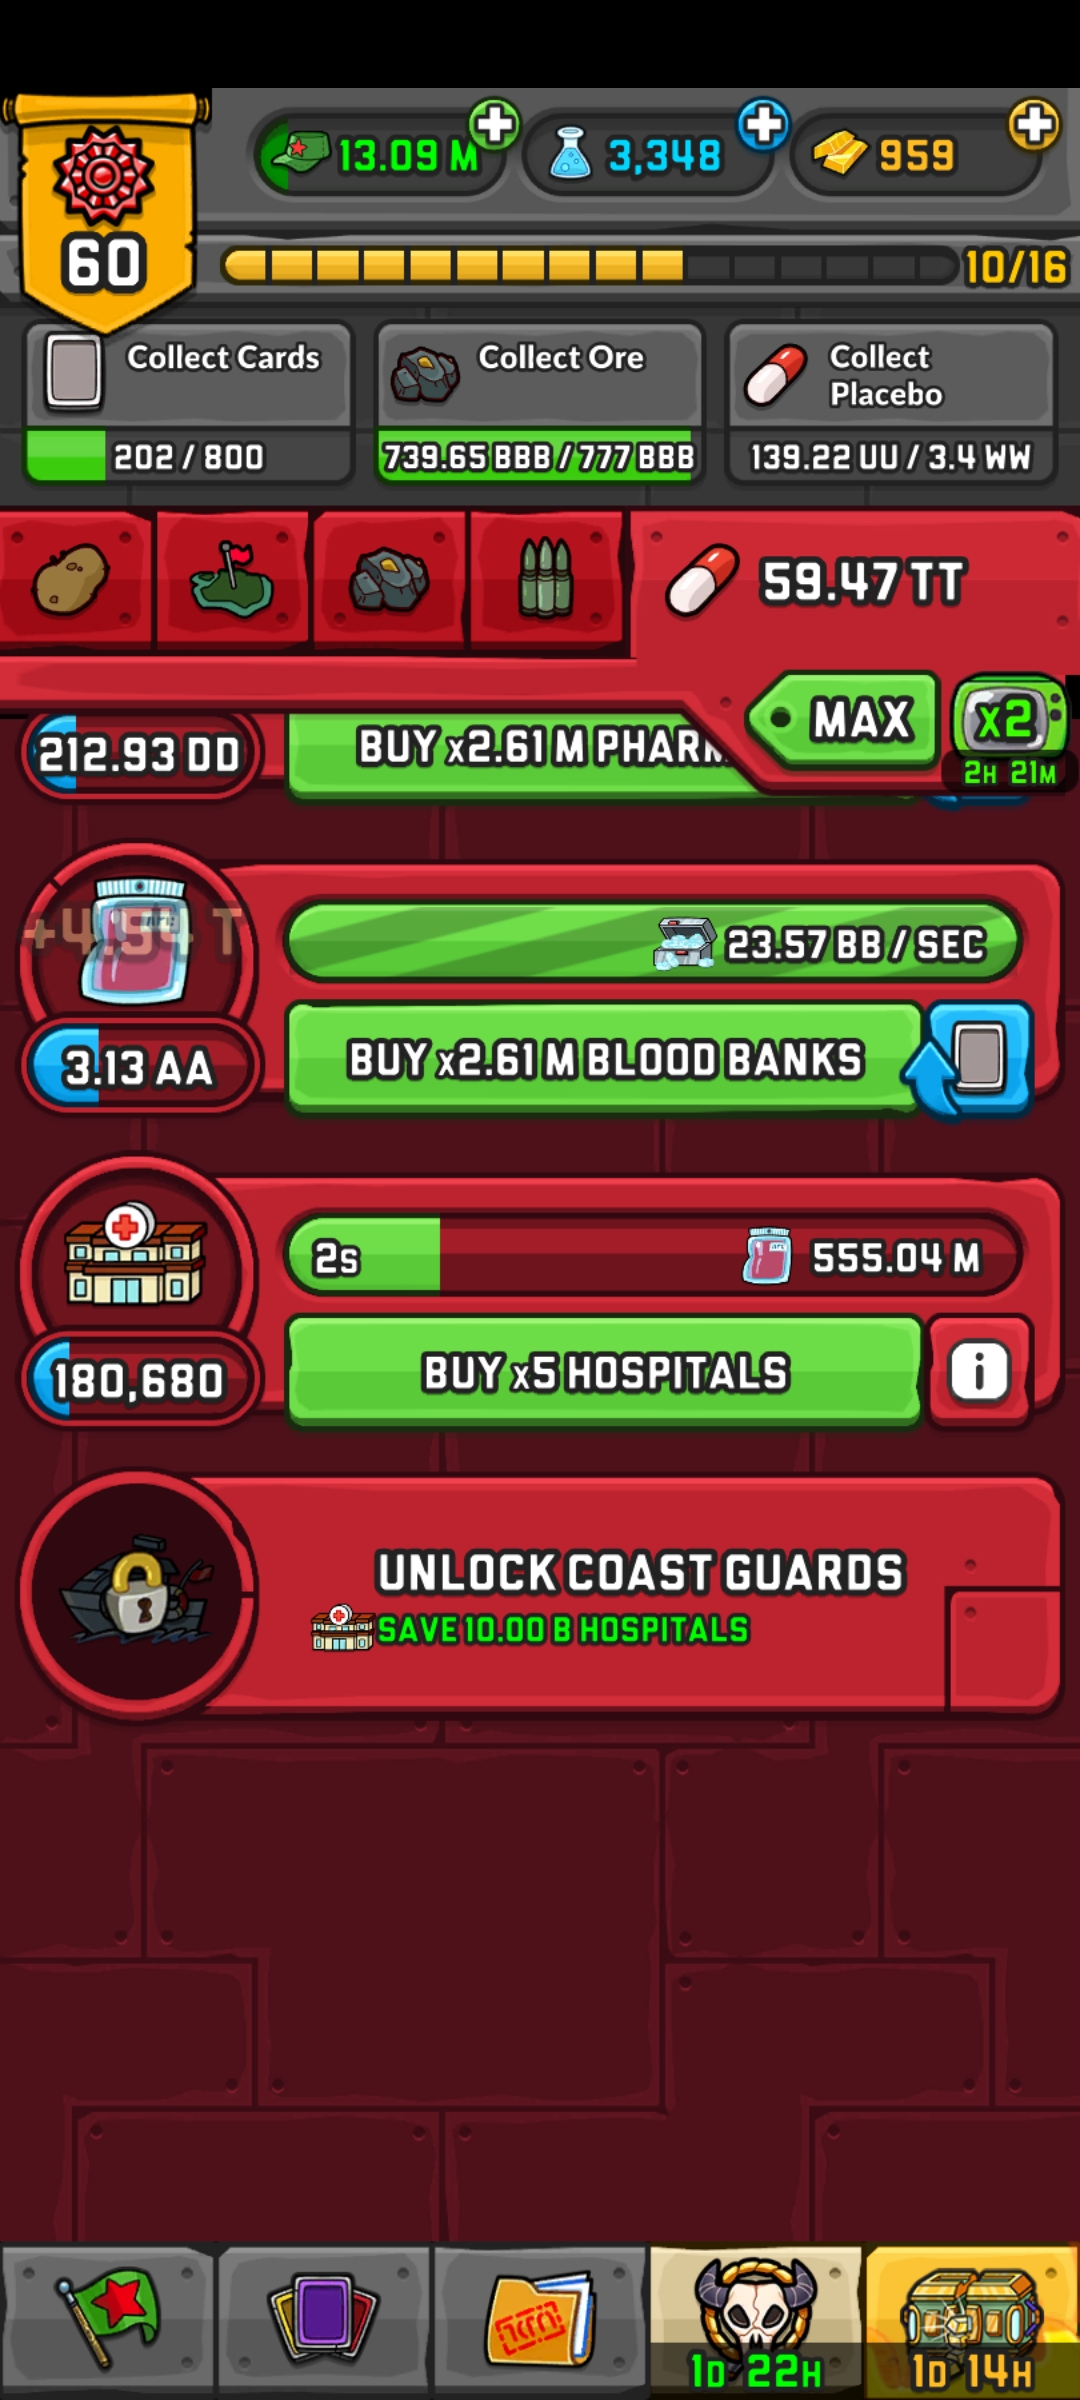 13.09 M
3,348
959
60
10/16
Collect Cards
202 / 800
Collect Ore
739.65 BBB / 777 BBB
Collect
Placebo
139.22 UU / 3.4 WW
59.47 TT
MAX
x2
2H 21M
212.93 DD
BUY x2.61 M
23.57 BB / SEC
3.13 AA
BUY x2.61 M BLOOD BANKS
2s
555.04 M
180,680
BUY x5 HOSPITALS
i
UNLOCK COAST GUARDS
SAVE 10.00 B HOSPITALS
1D 22H
1D 14H